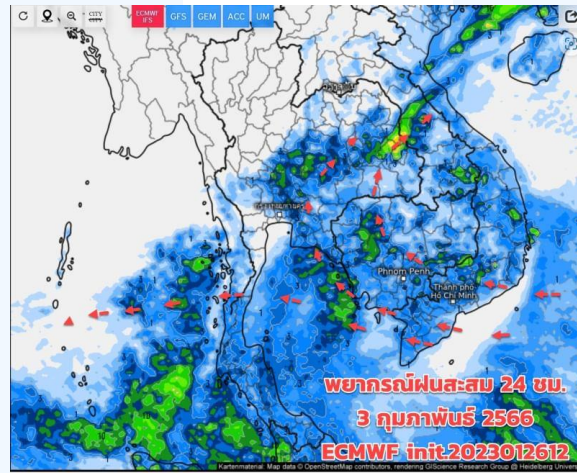 CITY
CITY
ECMWF IFS GFS GEM ACC UM
Phnom Penh
Thành phố
Hồ Chí Minh
พยากรณ์ฝนสะสม 24 ชม.
3 กุมภาพันธ์ 2566
ECMWF init.2023012612
Kartenmaterial: Map data © OpenStreetMap contributors, rendering GIScience Research Group @ Heidelberg Univer